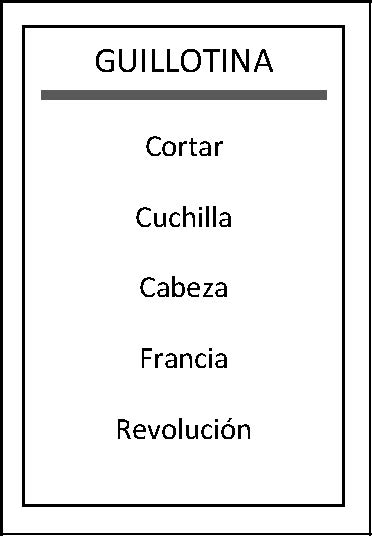 GUILLOTINA
Cortar
Cuchilla
Cabeza
Francia
Revolución